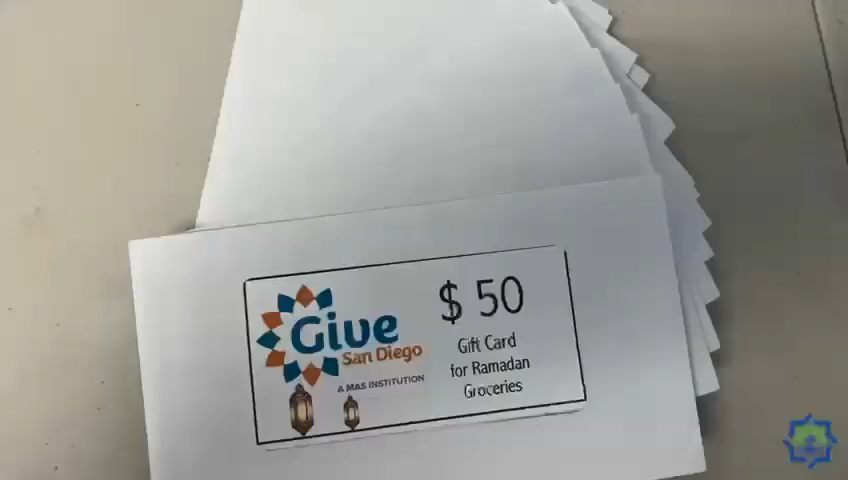 Give
San Diego
A MAS INSTITUTION
$ 50
Gift Card
for Ramadan
Groceries